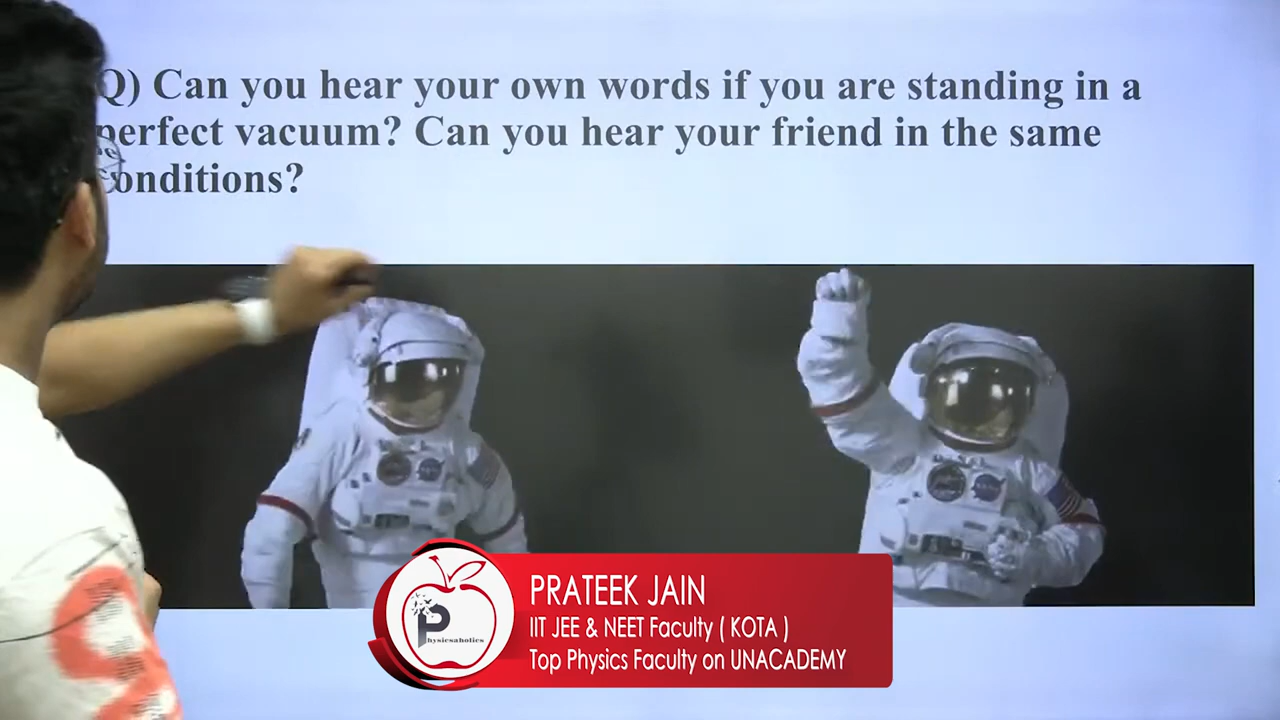 Q) Can you hear your own words if you are standing in a
perfect vacuum? Can you hear your friend in the same
conditions?
PRATEEK JAIN
IIT JEE & NEET Faculty ( KOTA )
Top Physics Faculty on UNACADEMY
Physicsaholics